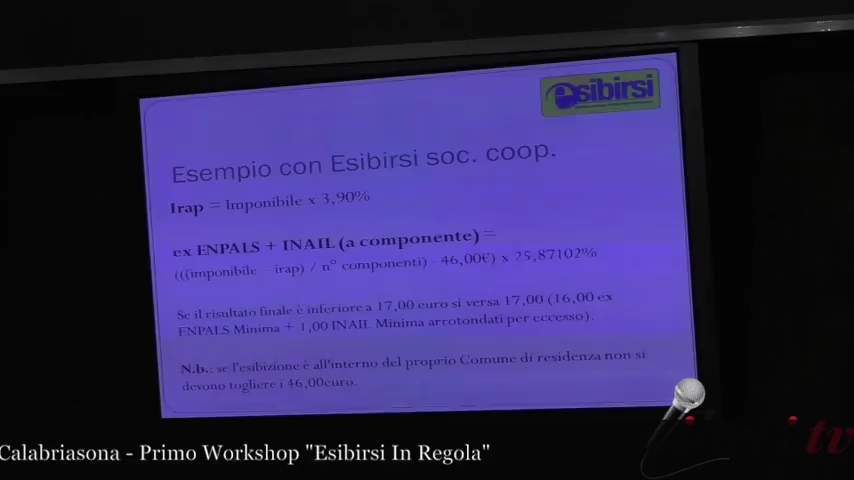 esibirsi
Esempio con Esibirsi soc. coop.
Irap = Imponibile x 3,90%
ex ENPALS + INAIL (a componente) =
(((imponibile - irap) / n° componenti) - 46,00€) x 25,87102%
Se il risultato finale è inferiore a 17,00 euro si versa 17,00 (16,00 ex
ENPALS Minima + 1,00 INAIL Minima arrotondati per eccesso).
N.b.: se l'esibizione è all'interno del proprio Comune di residenza non si
devono togliere i 46,00euro.
tv
Calabriasona - Primo Workshop "Esibirsi In Regola"